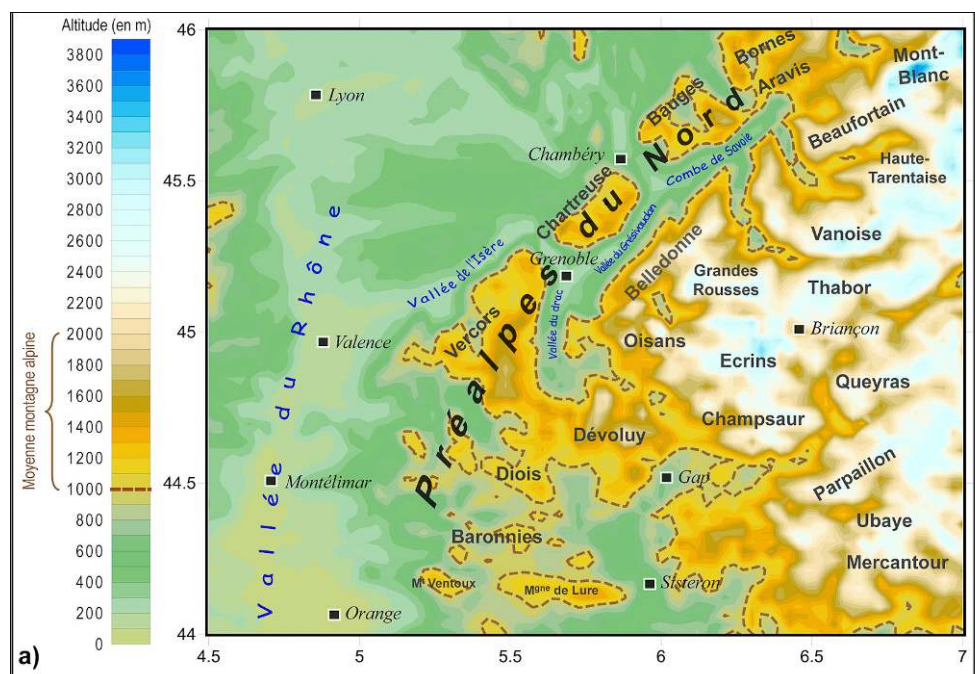 Altitude (en m)
3800
3600
3400
3200
3000
2800
2600
2400
2200
2000
1800
1600
1400
1200
1000
800
600
400
200
0
Moyenne montagne alpine
a)
46
45.5
45
44.5
44
4.5
5
5.5
6
6.5
7
Lyon
Chambéry
Grenoble
Valence
Briançon
Montélimar
Gap
Sisteron
Orange
Vallée du Rhône
Vallée de l'Isère
Vallée du Grésivaudan
Vallée du drac
Combe de Savoie
Préalpes du Nord
Bornes
Aravis
Bauges
Mont-
Blanc
Beaufortain
Haute-
Tarentaise
Chartreuse
Vanoise
Belledonne
Grandes
Rousses
Thabor
Vercors
Oisans
Ecrins
Queyras
Champsaur
Dévoluy
Diois
Parpaillon
Baronnies
Ubaye
Mercantour
Mt Ventoux
Mgne de Lure